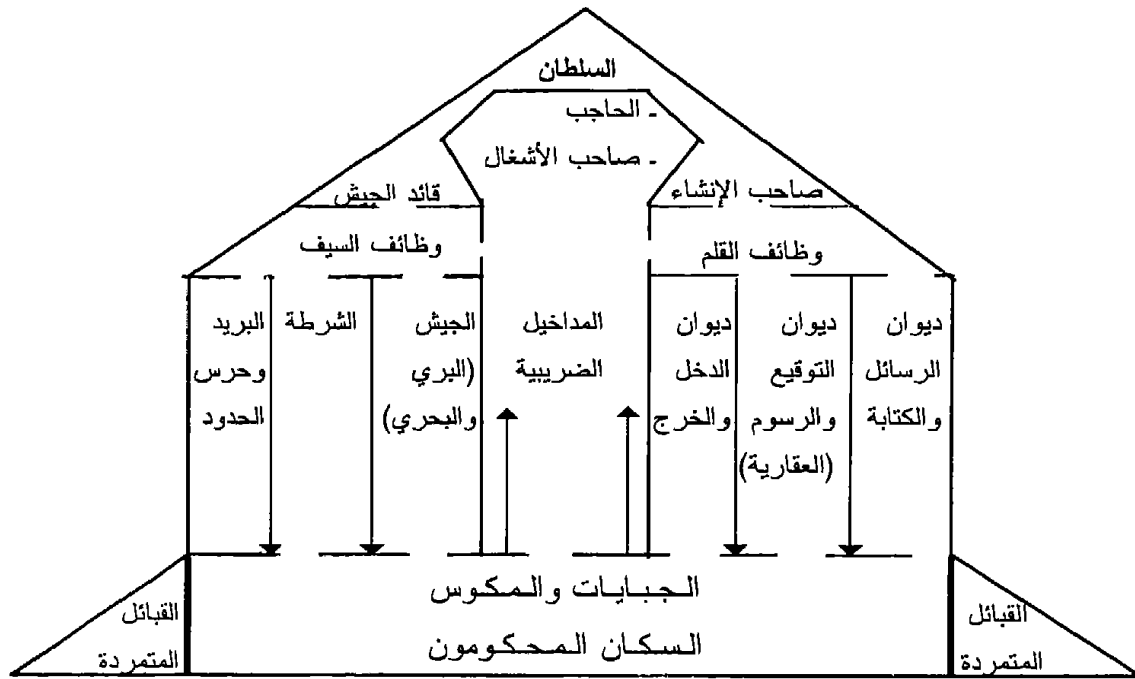 السلطان
- الحاجب
- صاحب الأشغال
صاحب الإنشاء
قائد الجيش
وظائف القلم
وظائف السيف
ديوان
الرسائل
والكتابة
ديوان
التوقيع
والرسوم
(العقارية)
ديوان
الدخل
والخرج
المداخيل
الضريبية
الجيش
(البري
والبحري)
الشرطة
البريد
وحرس
الحدود
الجبايات والمكوس
السكان المحكومون
القبائل
المتمردة
القبائل
المتمردة